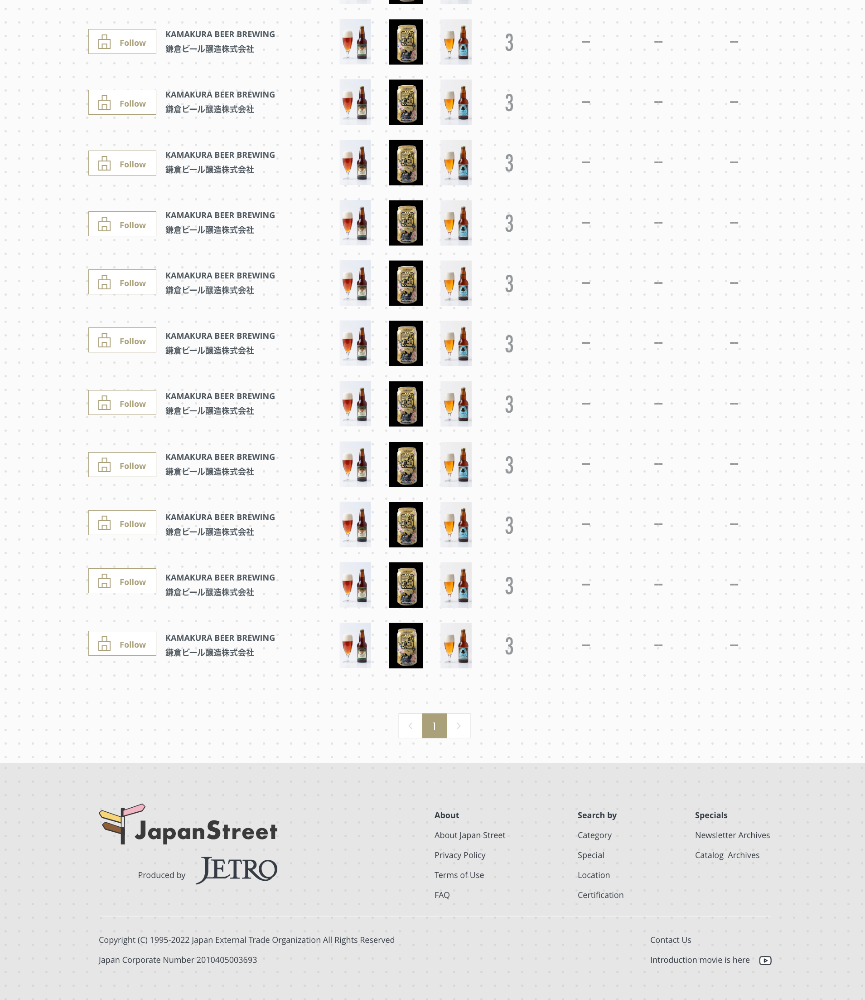 Follow
KAMAKURA BEER BREWING
鎌倉ビール醸造株式会社
3 -- -- --
Follow
KAMAKURA BEER BREWING
鎌倉ビール醸造株式会社
3 -- -- --
Follow
KAMAKURA BEER BREWING
鎌倉ビール醸造株式会社
3 -- -- --
Follow
KAMAKURA BEER BREWING
鎌倉ビール醸造株式会社
3 -- -- --
Follow
KAMAKURA BEER BREWING
鎌倉ビール醸造株式会社
3 -- -- --
Follow
KAMAKURA BEER BREWING
鎌倉ビール醸造株式会社
3 -- -- --
Follow
KAMAKURA BEER BREWING
鎌倉ビール醸造株式会社
3 -- -- --
Follow
KAMAKURA BEER BREWING
鎌倉ビール醸造株式会社
3 -- -- --
Follow
KAMAKURA BEER BREWING
鎌倉ビール醸造株式会社
3 -- -- --
Follow
KAMAKURA BEER BREWING
鎌倉ビール醸造株式会社
3 -- -- --
Follow
KAMAKURA BEER BREWING
鎌倉ビール醸造株式会社
3 -- -- --
1
JapanStreet
Produced by JETRO
About
About Japan Street
Privacy Policy
Terms of Use
FAQ
Search by
Category
Special
Location
Certification
Specials
Newsletter Archives
Catalog Archives
Copyright (C) 1995-2022 Japan External Trade Organization All Rights Reserved
Japan Corporate Number 2010405003693
Contact Us
Introduction movie is here